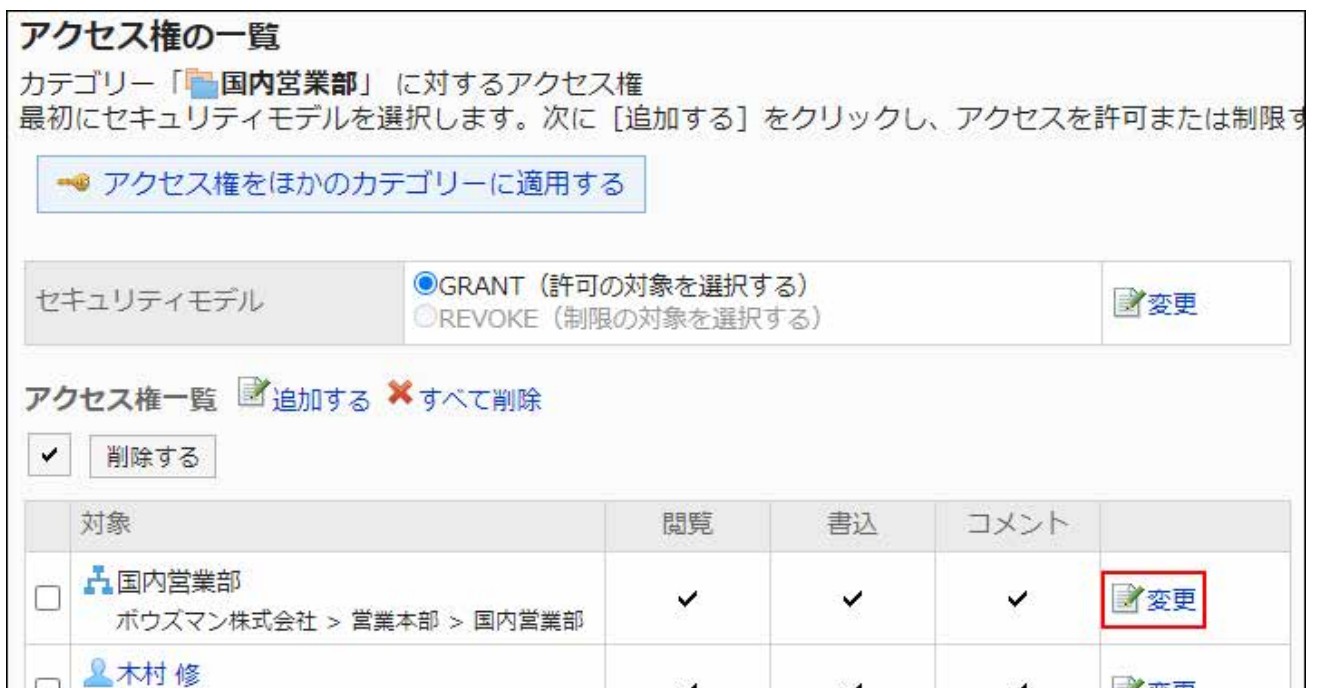 アクセス権の一覧
カテゴリー「国内営業部」 に対するアクセス権
最初にセキュリティモデルを選択します。次に [追加する] をクリックし、アクセスを許可または制限す
アクセス権をほかのカテゴリーに適用する
セキュリティモデル
GRANT（許可の対象を選択する）
REVOKE（制限の対象を選択する）
変更
アクセス権一覧 追加する すべて削除
削除する
対象 閲覧 書込 コメント
国内営業部
ボウズマン株式会社 > 営業本部 > 国内営業部
変更
木村 修
変更